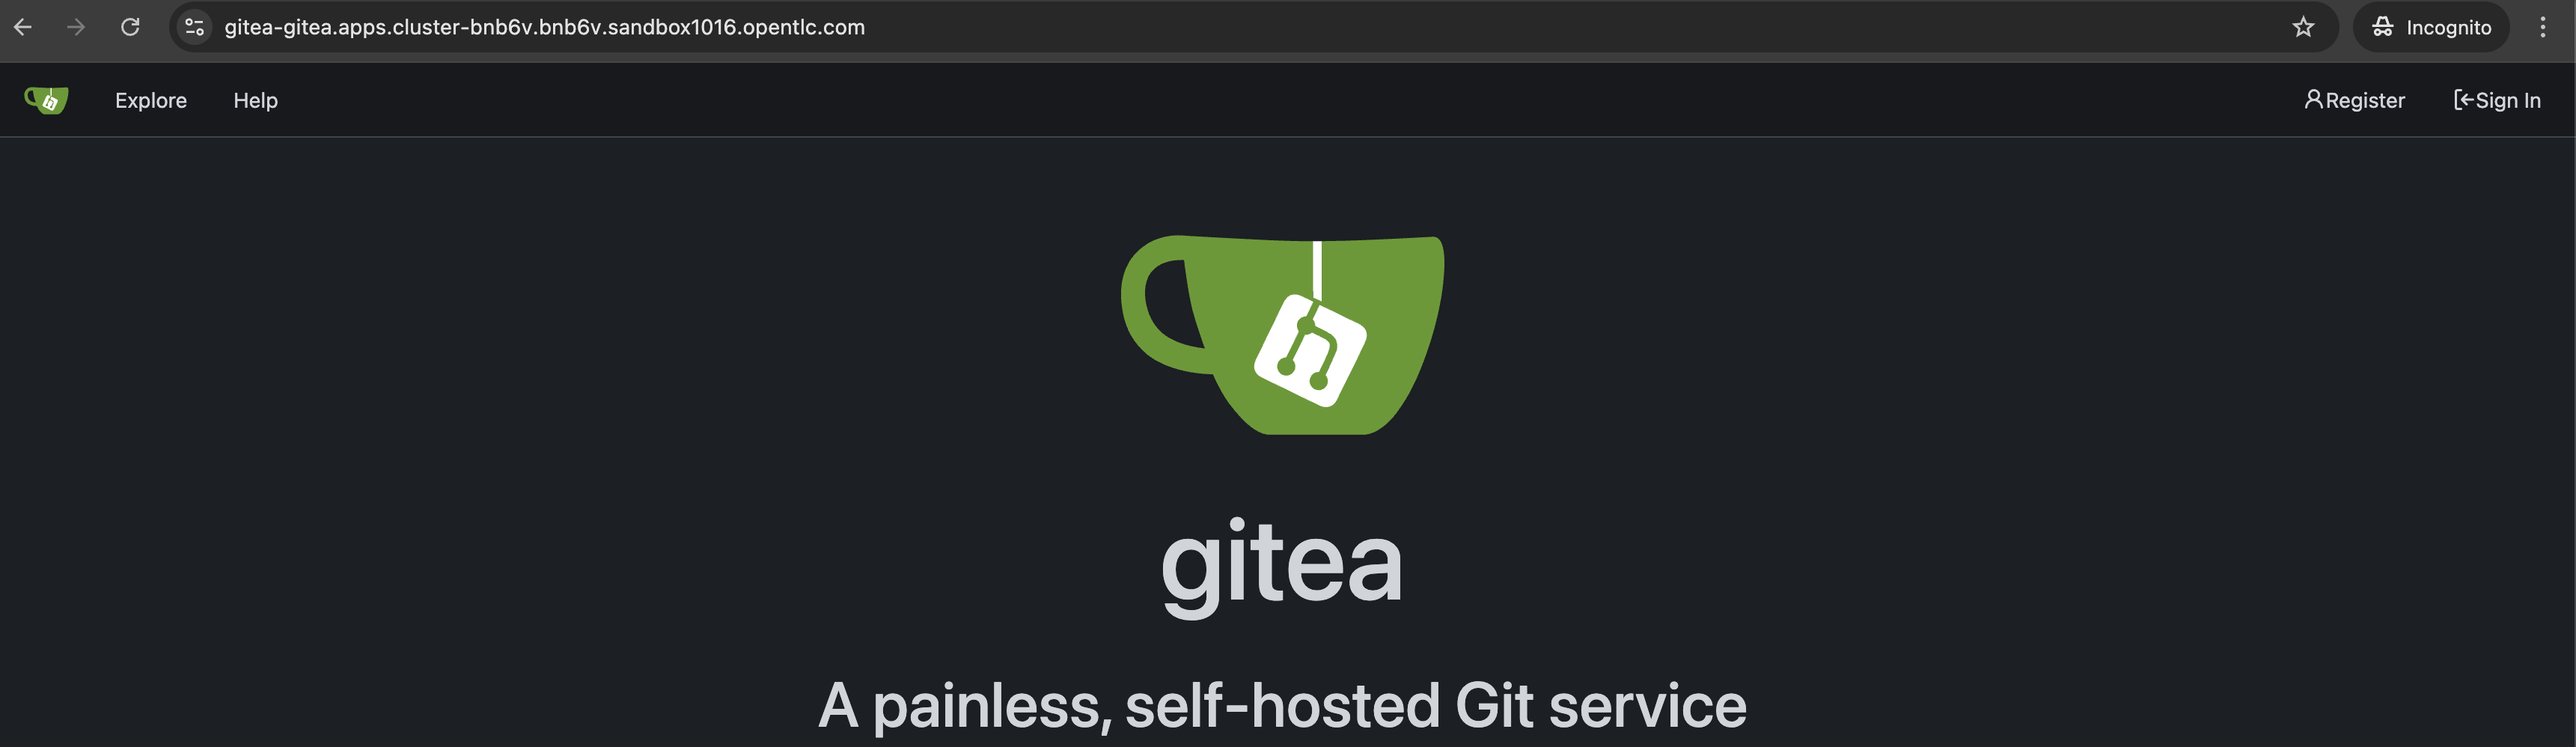 gitea-gitea.apps.cluster-bnb6v.bnb6v.sandbox1016.opentlc.com Incognito
Explore Help Register Sign In
gitea
A painless, self-hosted Git service